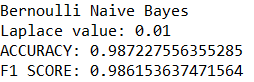 Bernoulli Naive Bayes
Laplace value: 0.01
ACCURACY: 0.987227556355285
F1 SCORE: 0.986153637471564